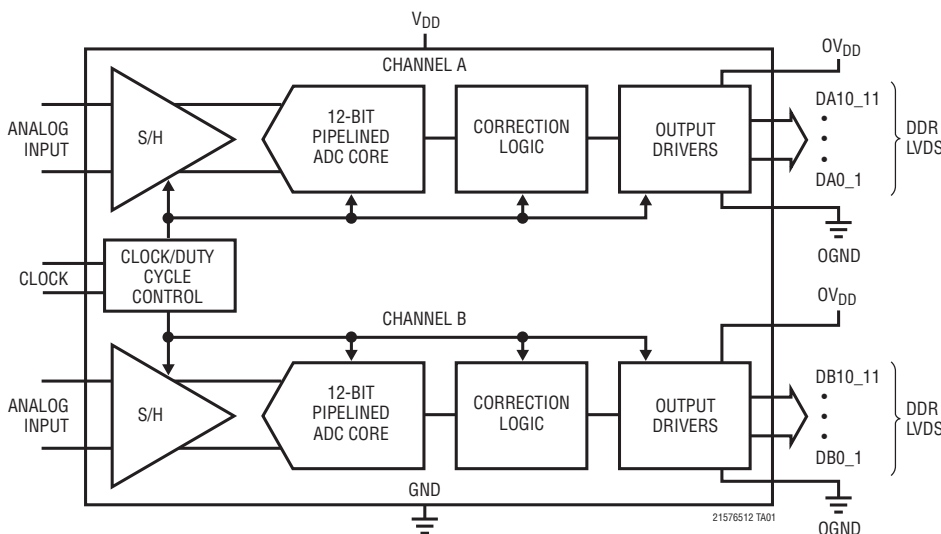 VDD
CHANNEL A
OVDD
ANALOG
INPUT
S/H
12-BIT
PIPELINED
ADC CORE
CORRECTION
LOGIC
OUTPUT
DRIVERS
DA10_11
•
•
•
DA0_1
DDR
LVDS
OGND
CLOCK
CLOCK/DUTY
CYCLE
CONTROL
CHANNEL B
OVDD
ANALOG
INPUT
S/H
12-BIT
PIPELINED
ADC CORE
CORRECTION
LOGIC
OUTPUT
DRIVERS
DB10_11
•
•
•
DB0_1
DDR
LVDS
GND
21576512 TA01
OGND